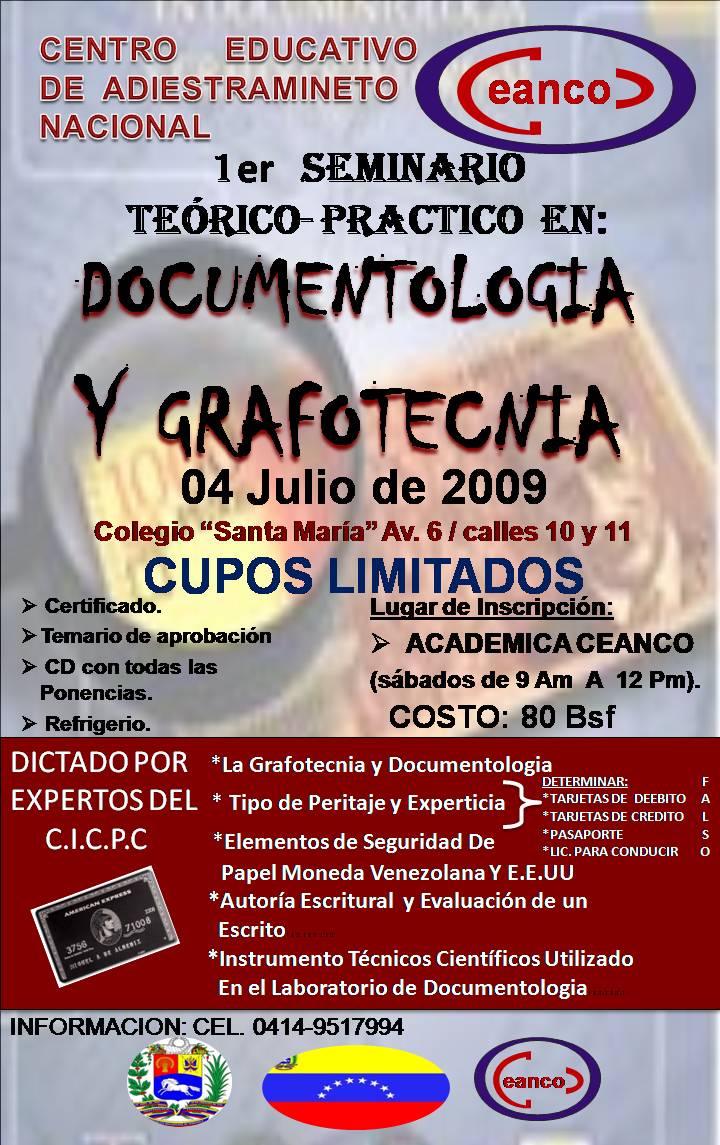 CENTRO EDUCATIVO
DE ADIESTRAMINETO
NACIONAL
Ceanco
1er SEMINARIO
TEÓRICO-PRACTICO EN:
DOCUMENTOLOGIA
Y GRAFOTECNIA
04 Julio de 2009
Colegio “Santa María” Av. 6 / calles 10 y 11
CUPOS LIMITADOS
➢ Certificado.
➢ Temario de aprobación
➢ CD con todas las
Ponencias.
➢ Refrigerio.
Lugar de Inscripción:
➢ ACADEMICA CEANCO
(sábados de 9 Am A 12 Pm).
COSTO: 80 Bsf
DICTADO POR
EXPERTOS DEL
C.I.C.P.C
*La Grafotecnia y Documentologia
* Tipo de Peritaje y Experticia
DETERMINAR: F
*TARJETAS DE DEEBITO A
*TARJETAS DE CREDITO L
*PASAPORTE S
*LIC. PARA CONDUCIR O
*Elementos de Seguridad De
Papel Moneda Venezolana Y E.E.UU
*Autoría Escritural y Evaluación de un
Escrito
*Instrumento Técnicos Científicos Utilizado
En el Laboratorio de Documentologia
AMERICAN EXPRESS
3756
71008
INFORMACION: CEL. 0414-9517994
Ceanco